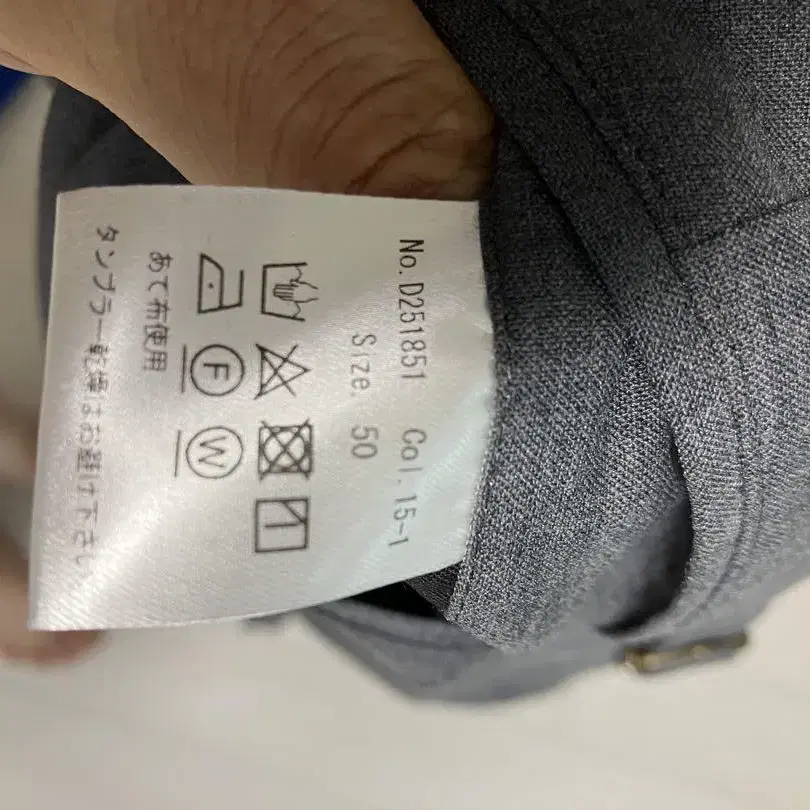 No. D251851 Col. 15-1
Size. 50
F W
あて布使用
タンブラー乾燥はお避け下さい